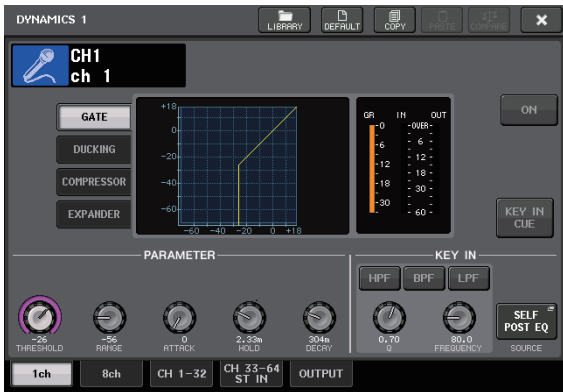 DYNAMICS 1
LIBRARY DEFAULT COPY PASTE COMPARE
CH1
ch 1
GATE
DUCKING
COMPRESSOR
EXPANDER
+18
0
-20
-40
-60
-60 -40 -20 0 +18
GR IN OUT
-0 -OVER-
-6 - 6 -
-12 - 12 -
-18 - 18 -
-30 - 30 -
- 60 -
ON
KEY IN
CUE
PARAMETER
KEY IN
HPF BPF LPF
-26 -56 0 2.33m 304m 0.70 80.0
THRESHOLD RANGE ATTACK HOLD DECAY Q FREQUENCY
SELF
POST EQ
SOURCE
1ch 8ch CH 1-32 CH 33-64
ST IN OUTPUT